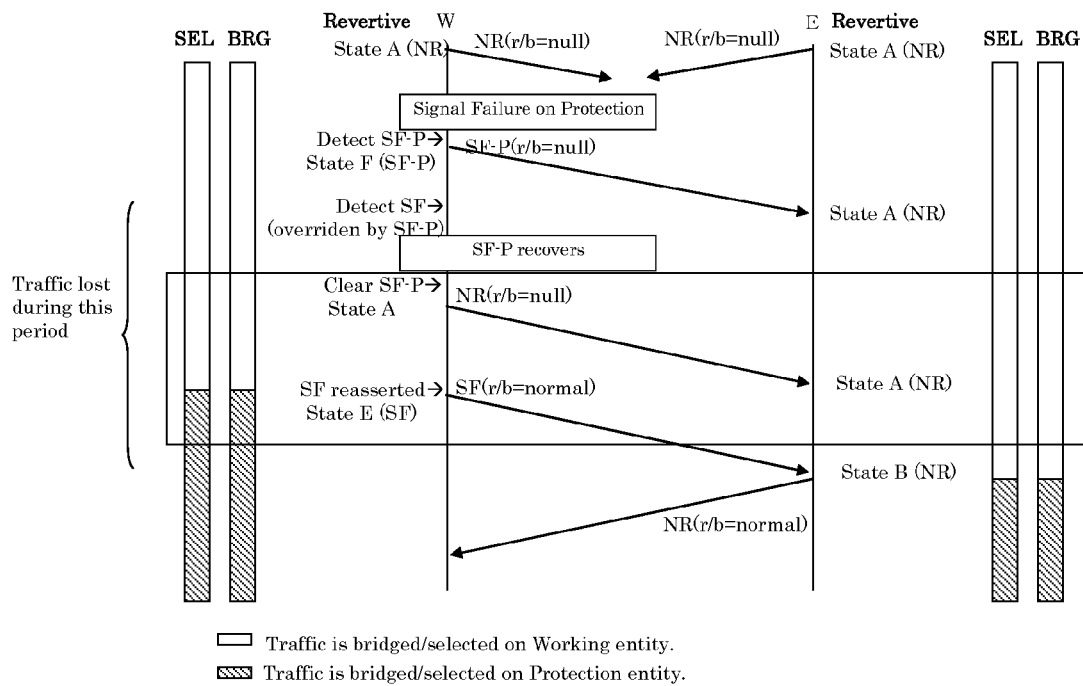 Revertive W
E Revertive
SEL BRG
SEL BRG
State A (NR)
NR(r/b=null)
NR(r/b=null)
State A (NR)
Signal Failure on Protection
Detect SF-P→
State F (SF-P)
SF-P(r/b=null)
Detect SF→
(overriden by SF-P)
State A (NR)
SF-P recovers
Traffic lost
during this
period
Clear SF-P→
State A
NR(r/b=null)
State A (NR)
SF reasserted→
State E (SF)
SF(r/b=normal)
State B (NR)
NR(r/b=normal)
Traffic is bridged/selected on Working entity.
Traffic is bridged/selected on Protection entity.